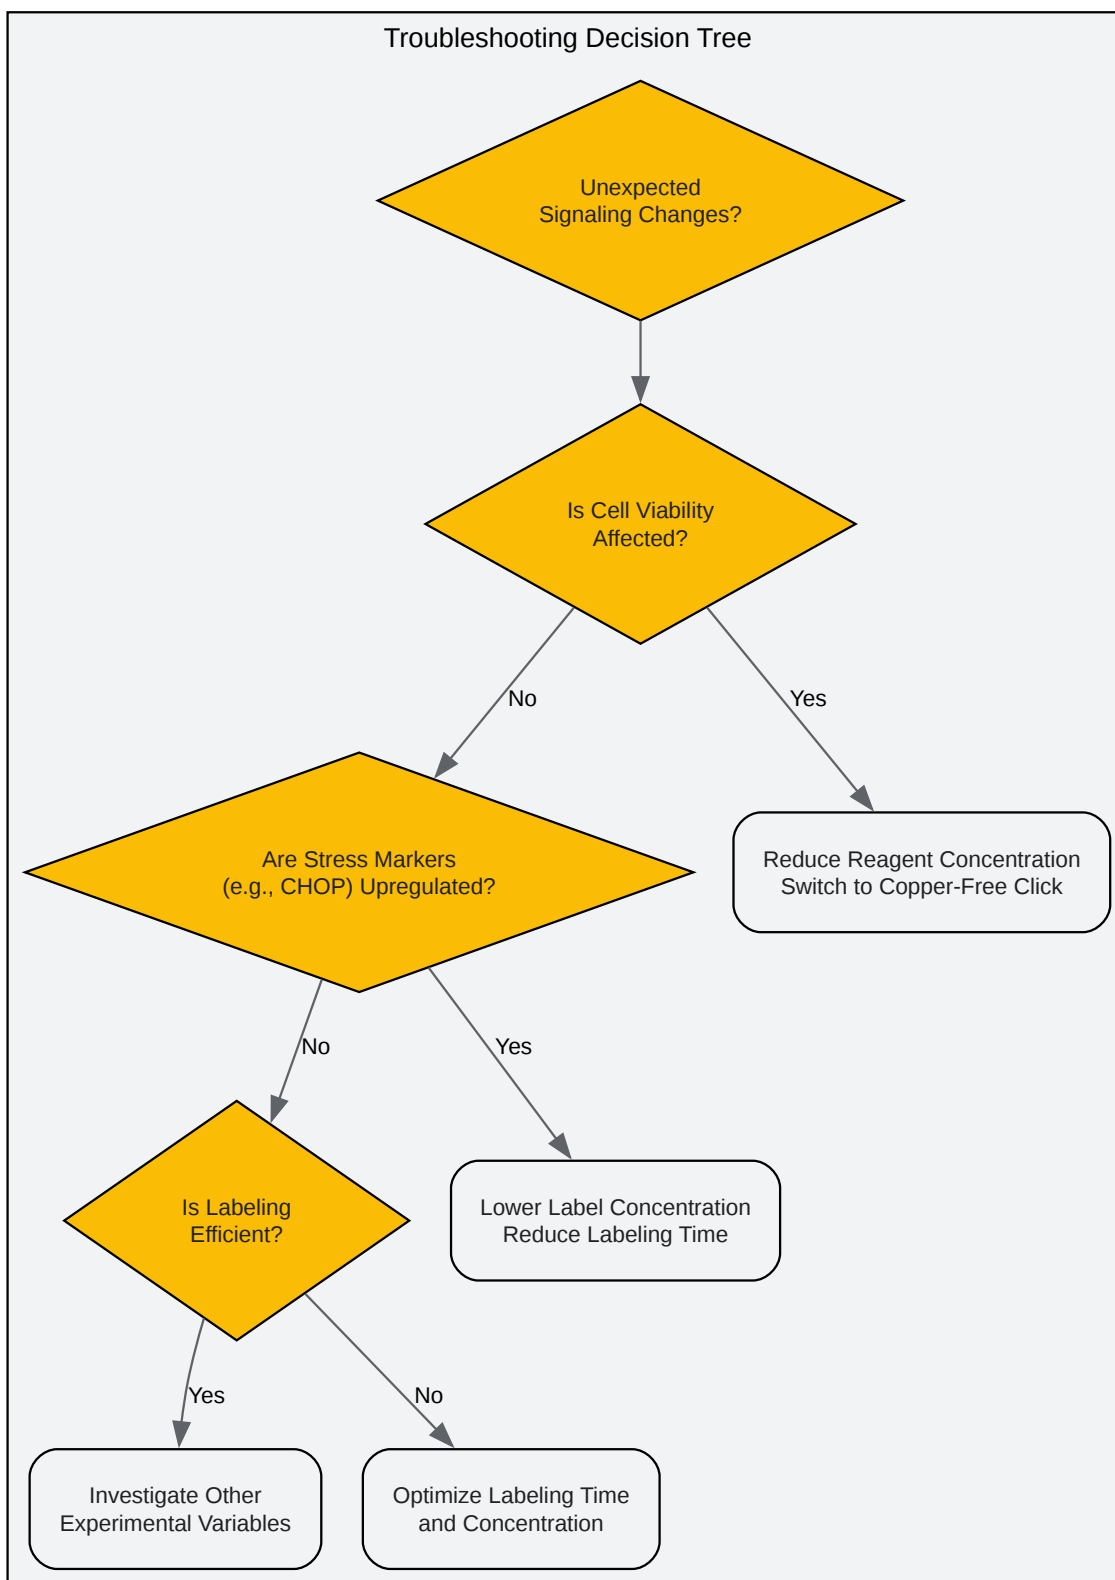 Troubleshooting Decision Tree
Unexpected
Signaling Changes?
Is Cell Viability
Affected?
No
Yes
Are Stress Markers
(e.g., CHOP) Upregulated?
Reduce Reagent Concentration
Switch to Copper-Free Click
No
Yes
Is Labeling
Efficient?
Lower Label Concentration
Reduce Labeling Time
Yes
No
Investigate Other
Experimental Variables
Optimize Labeling Time
and Concentration